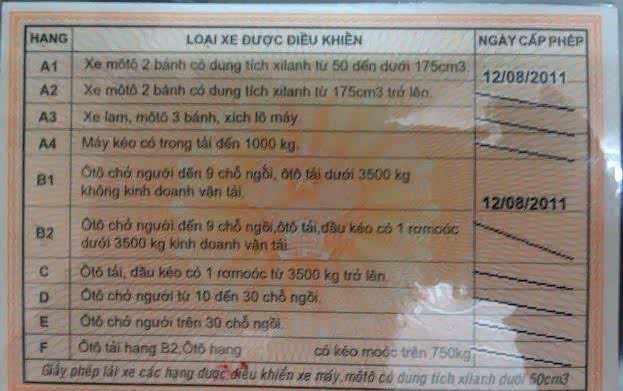 HẠNG LOẠI XE ĐƯỢC ĐIỀU KHIỂN NGÀY CẤP PHÉP
A1 Xe môtô 2 bánh có dung tích xilanh từ 50 đến dưới 175cm3. 12/08/2011
A2 Xe môtô 2 bánh có dung tích xilanh từ 175cm3 trở lên.
A3 Xe lam, môtô 3 bánh, xích lô máy.
A4 Máy kéo có trọng tải đến 1000 kg.
B1 Ôtô chở người đến 9 chỗ ngồi, ôtô tải dưới 3500 kg
không kinh doanh vận tải. 12/08/2011
B2 Ôtô chở người đến 9 chỗ ngồi,ôtô tải,đầu kéo có 1 rơmoóc
dưới 3500 kg kinh doanh vận tải.
C Ôtô tải, đầu kéo có 1 rơmoóc từ 3500 kg trở lên.
D Ôtô chở người từ 10 đến 30 chỗ ngồi.
E Ôtô chở người trên 30 chỗ ngồi.
F Ôtô tải hạng B2,Ôtô hạng có kéo moóc trên 750kg
Giấy phép lái xe các hạng được điều khiển xe máy,môtô có dung tích xilanh dưới 50cm3